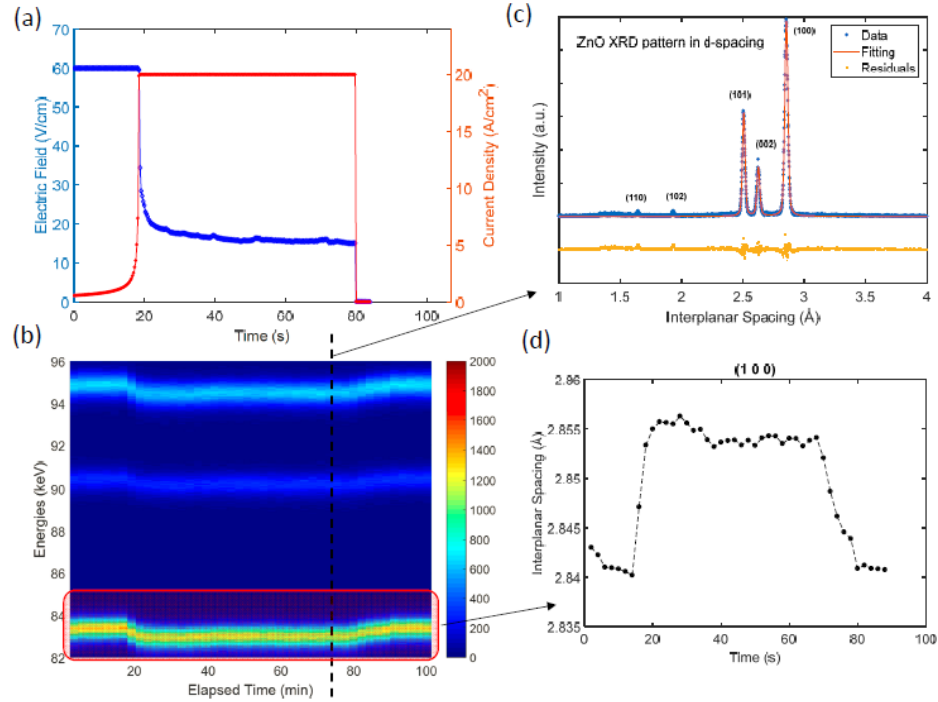 (a)
70
60
50
40
30
20
10
0
Electric Field (V/cm)
0 20 40 60 80 100
Time (s)
25
20
15
10
5
0
Current Density (A/cm2)
(b)
96
94
92
90
88
86
84
82
Energies (keV)
0 20 40 60 80 100
Elapsed Time (min)
2000
1800
1600
1400
1200
1000
800
600
400
200
0
(c)
ZnO XRD pattern in d-spacing
(100)
Data
Fitting
Residuals
(101)
(002)
(110)
(102)
Intensity (a.u.)
1 1.5 2 2.5 3 3.5 4
Interplanar Spacing (Å)
(d)
(1 0 0)
2.86
2.855
2.85
2.845
2.84
2.835
Interplanar Spacing (Å)
0 20 40 60 80 100
Time (s)